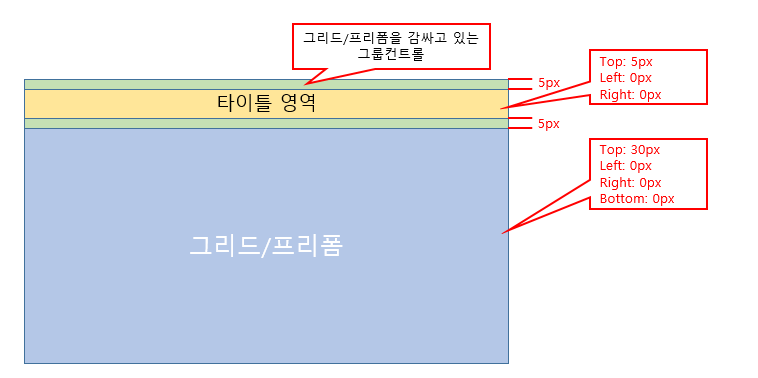 그리드/프리폼을 감싸고 있는
그룹컨트롤
Top: 5px
Left: 0px
Right: 0px
5px
타이틀 영역
5px
Top: 30px
Left: 0px
Right: 0px
Bottom: 0px
그리드/프리폼